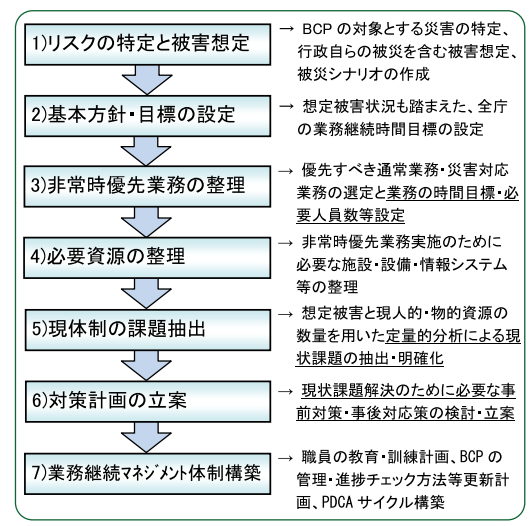 1)リスクの特定と被害想定
→ BCP の対象とする災害の特定、
行政自らの被災を含む被害想定、
被災シナリオの作成
2)基本方針・目標の設定
→ 想定被害状況も踏まえた、全庁
の業務継続時間目標の設定
3)非常時優先業務の整理
→ 優先すべき通常業務・災害対応
業務の選定と業務の時間目標・必
要人員数等設定
4)必要資源の整理
→ 非常時優先業務実施のために
必要な施設・設備・情報システム
等の整理
5)現体制の課題抽出
→ 想定被害と現人的・物的資源の
数量を用いた定量的分析による現
状課題の抽出・明確化
6)対策計画の立案
→ 現状課題解決のために必要な事
前対策・事後対応策の検討・立案
7)業務継続マネジメント体制構築
→ 職員の教育・訓練計画、BCP の
管理・進捗チェック方法等更新計
画、PDCA サイクル構築